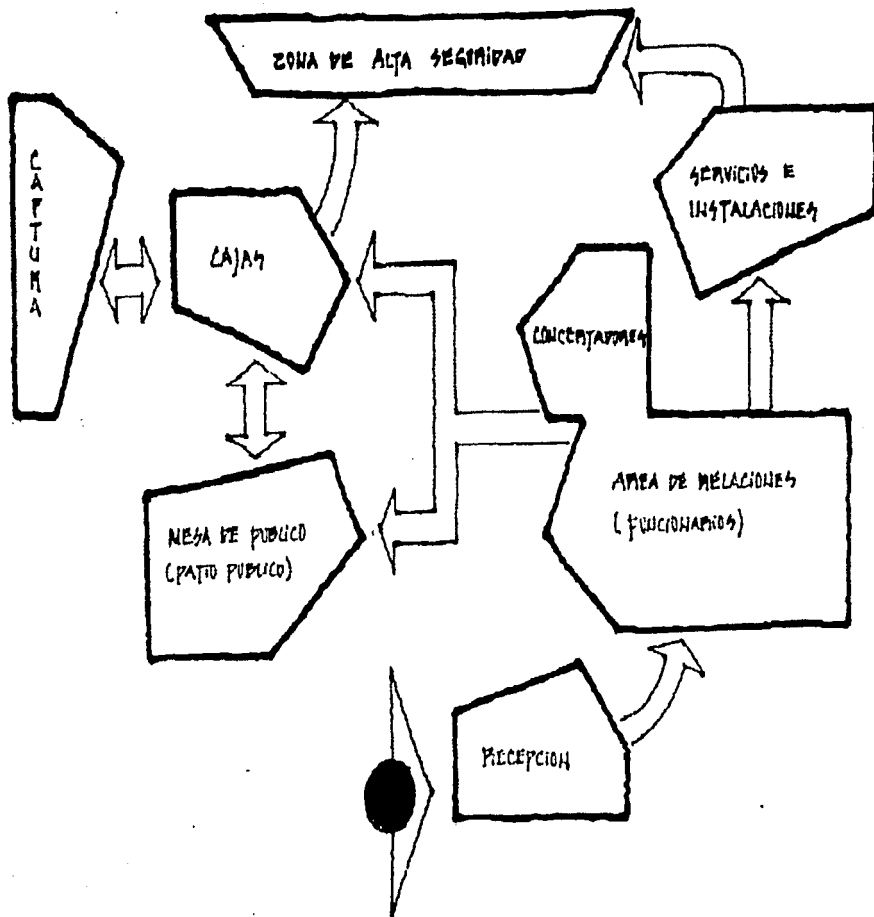 ZONA DE ALTA SEGURIDAD
CAPTURA
SERVICIOS E
INSTALACIONES
CAJAS
CONCERTADORES
AREA DE RELACIONES
(FUNCIONARIOS)
MESA DE PUBLICO
(PATIO PUBLICO)
RECEPCION